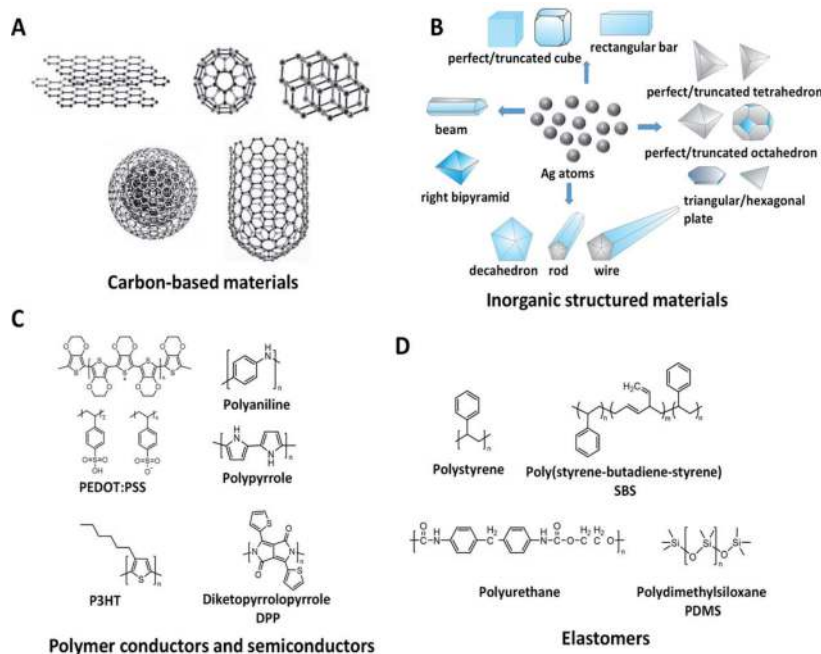 A
Carbon-based materials
B
perfect/truncated cube
rectangular bar
perfect/truncated tetrahedron
beam
Ag atoms
perfect/truncated octahedron
right bipyramid
triangular/hexagonal
plate
decahedron
rod
wire
Inorganic structured materials
C
PEDOT:PSS
Polyaniline
Polypyrrole
P3HT
Diketopyrrolopyrrole
DPP
Polymer conductors and semiconductors
D
Polystyrene
Poly(styrene-butadiene-styrene)
SBS
Polyurethane
Polydimethylsiloxane
PDMS
Elastomers